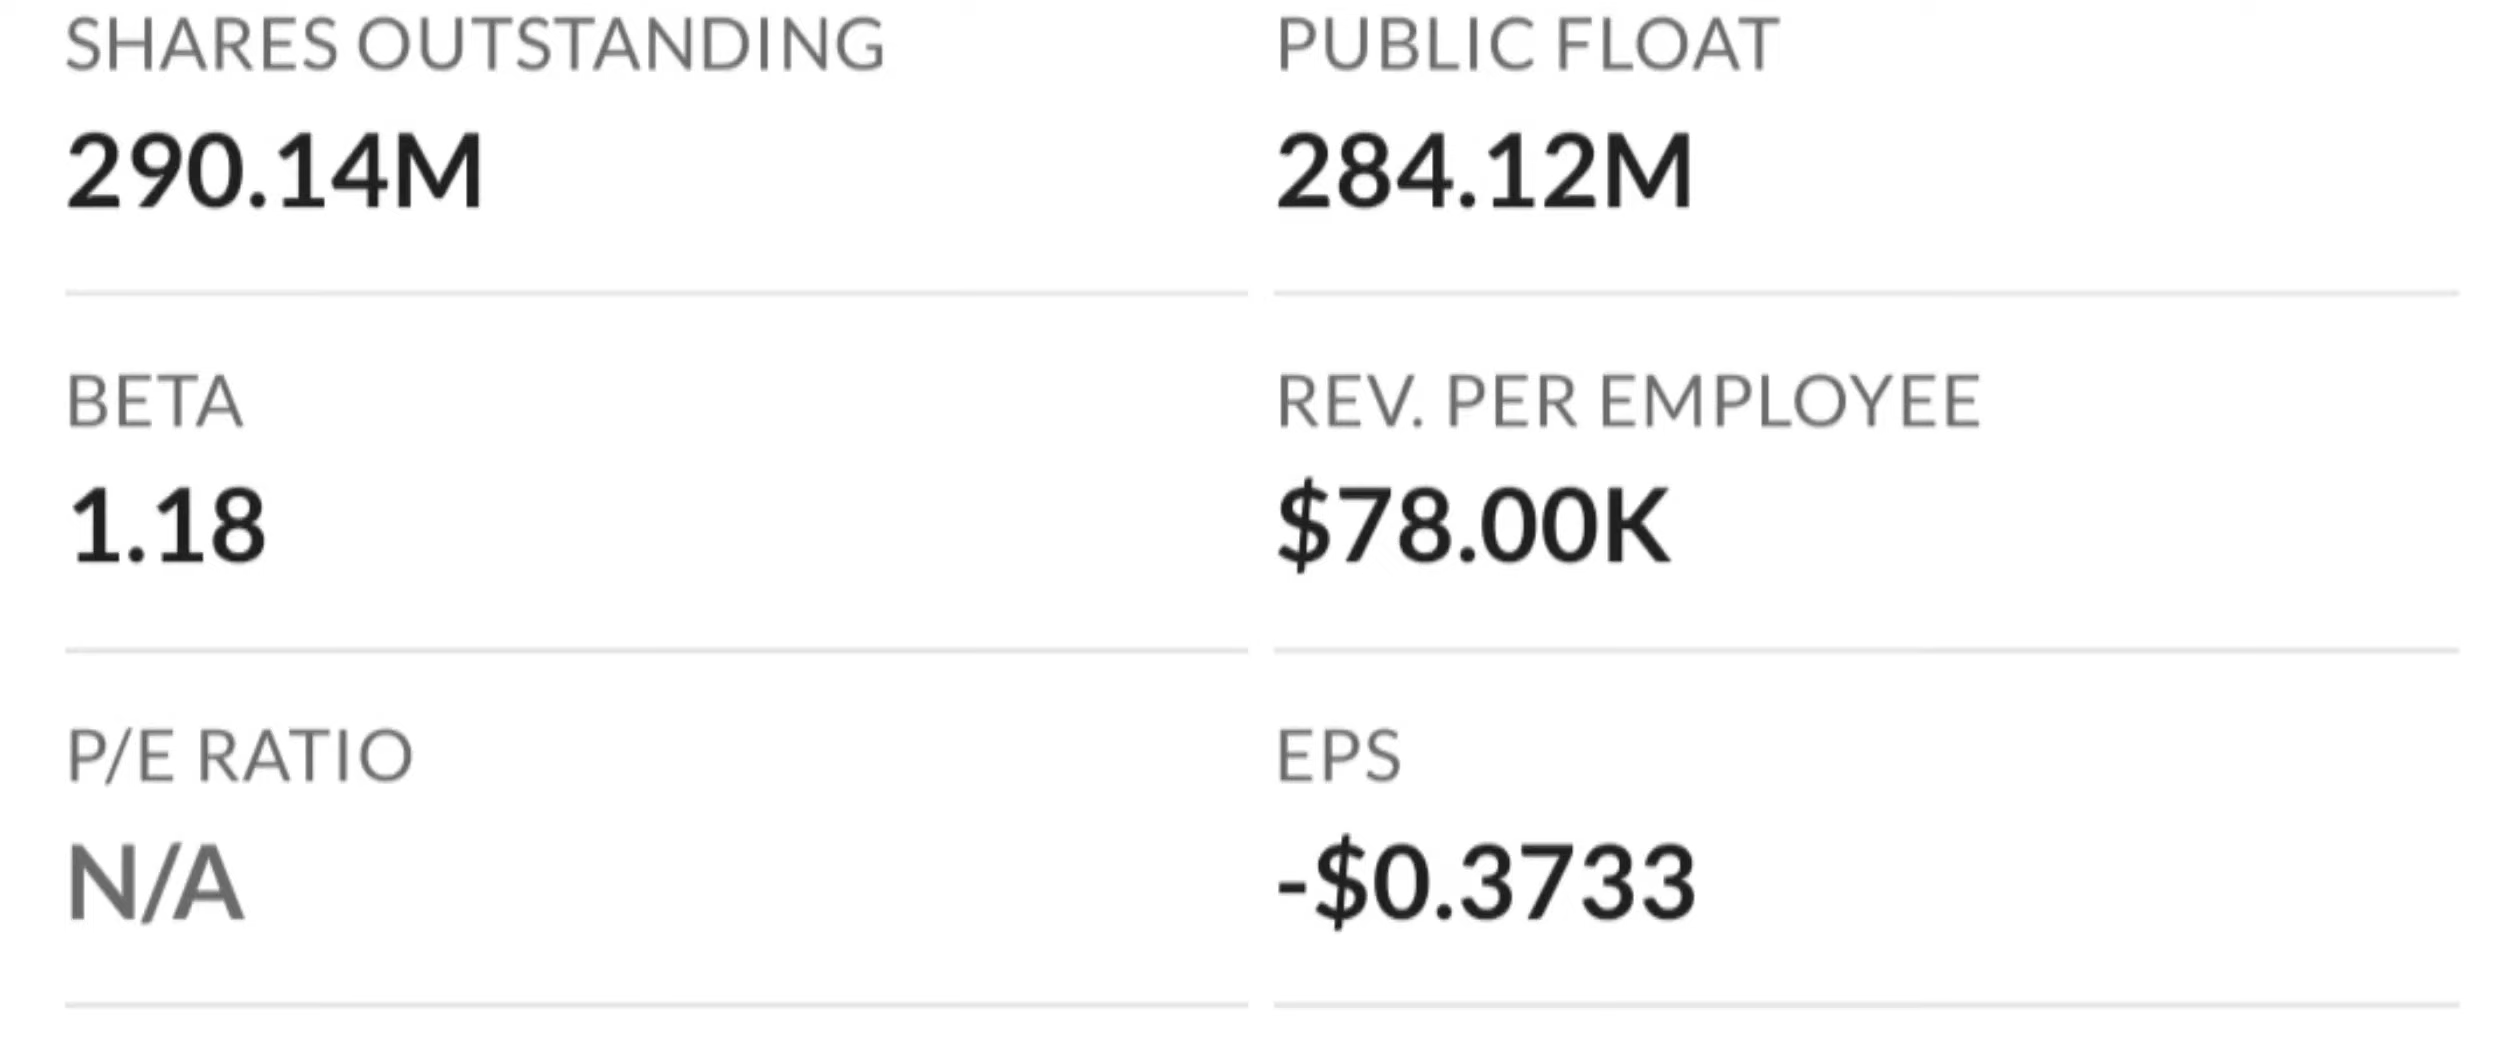 SHARES OUTSTANDING
290.14M
PUBLIC FLOAT
284.12M
BETA
1.18
REV. PER EMPLOYEE
$78.00K
P/E RATIO
N/A
EPS
-$0.3733